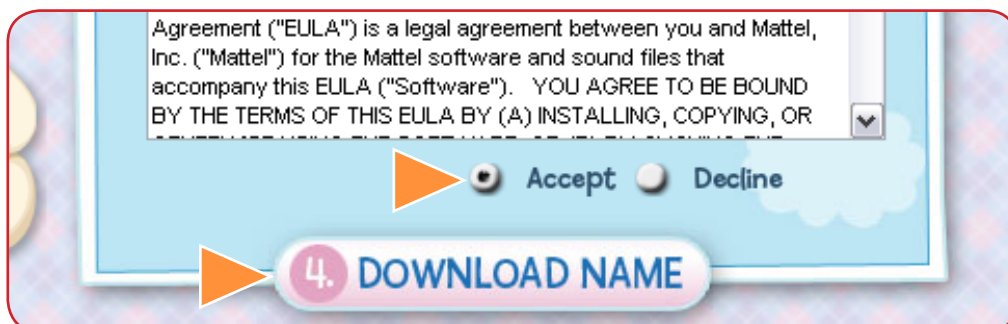 Agreement ("EULA") is a legal agreement between you and Mattel,
Inc. ("Mattel") for the Mattel software and sound files that
accompany this EULA ("Software"). YOU AGREE TO BE BOUND
BY THE TERMS OF THIS EULA BY (A) INSTALLING, COPYING, OR
Accept Decline
4. DOWNLOAD NAME